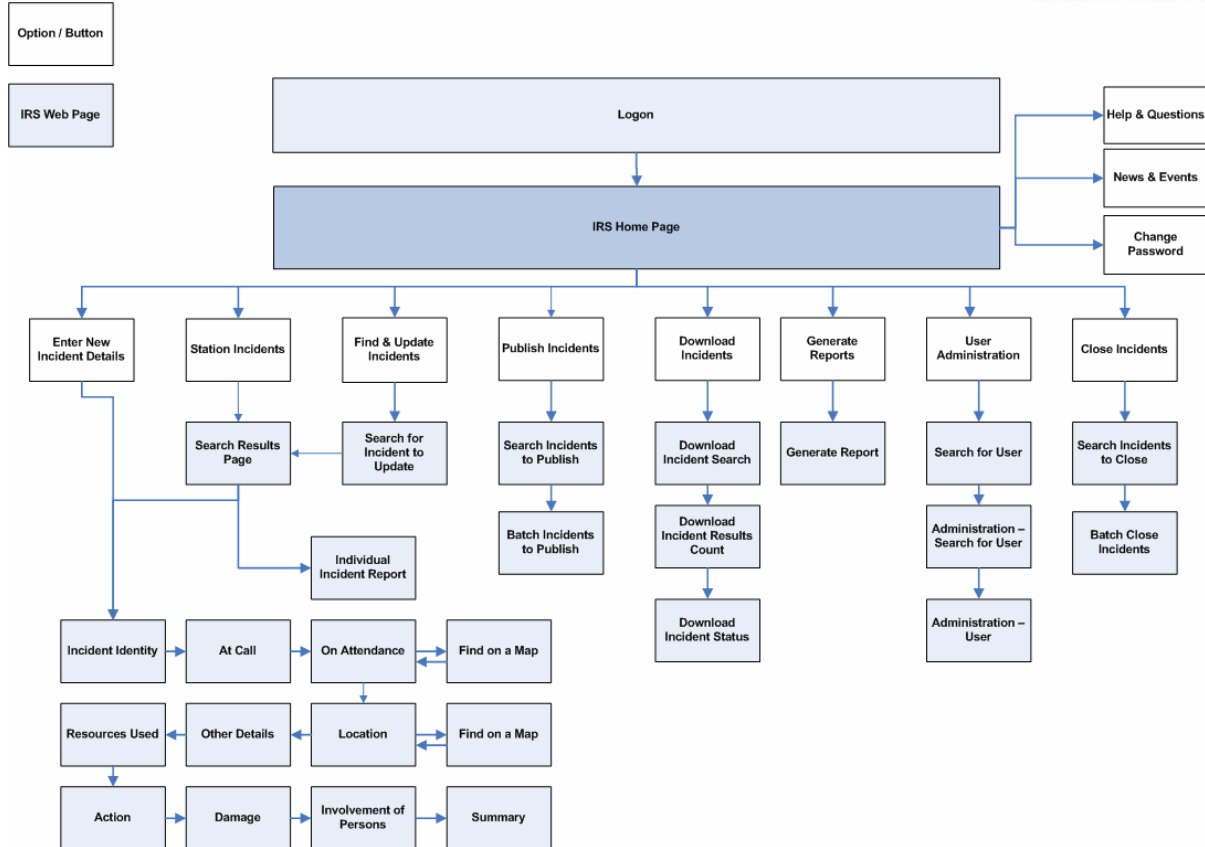 Option / Button
IRS Web Page
Logon
Help & Questions
News & Events
IRS Home Page
Change
Password
Enter New
Incident Details
Station Incidents
Find & Update
Incidents
Publish Incidents
Download
Incidents
Generate
Reports
User
Administration
Close Incidents
Search Results
Page
Search for
Incident to
Update
Search Incidents
to Publish
Download
Incident Search
Generate Report
Search for User
Search Incidents
to Close
Batch Incidents
to Publish
Download
Incident Results
Count
Administration –
Search for User
Batch Close
Incidents
Individual
Incident Report
Download
Incident Status
Administration –
User
Incident Identity
At Call
On Attendance
Find on a Map
Resources Used
Other Details
Location
Find on a Map
Action
Damage
Involvement of
Persons
Summary